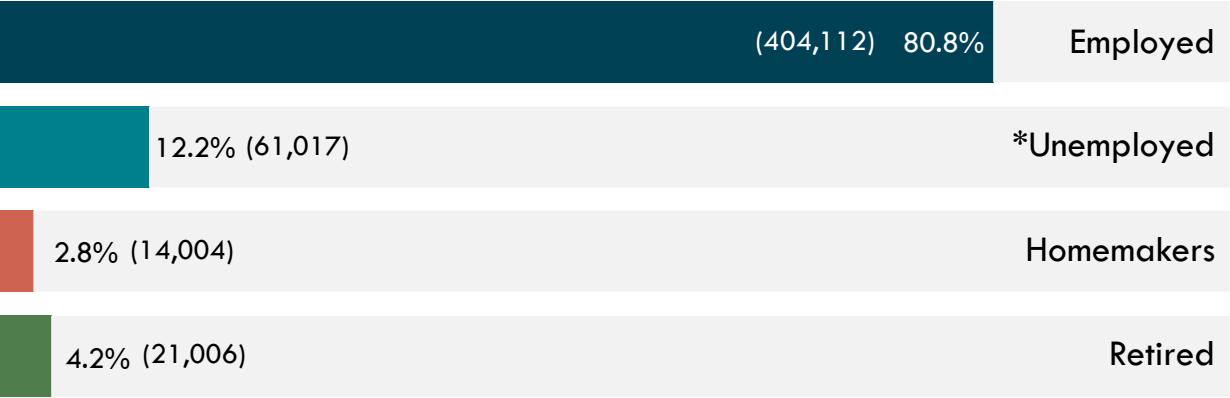 (404,112) 80.8% Employed
12.2% (61,017) *Unemployed
2.8% (14,004) Homemakers
4.2% (21,006) Retired